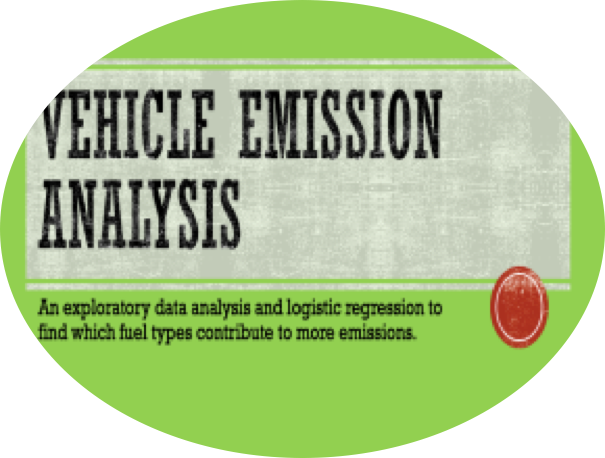 VEHICLE EMISSION
ANALYSIS
An exploratory data analysis and logistic regression to
find which fuel types contribute to more emissions.